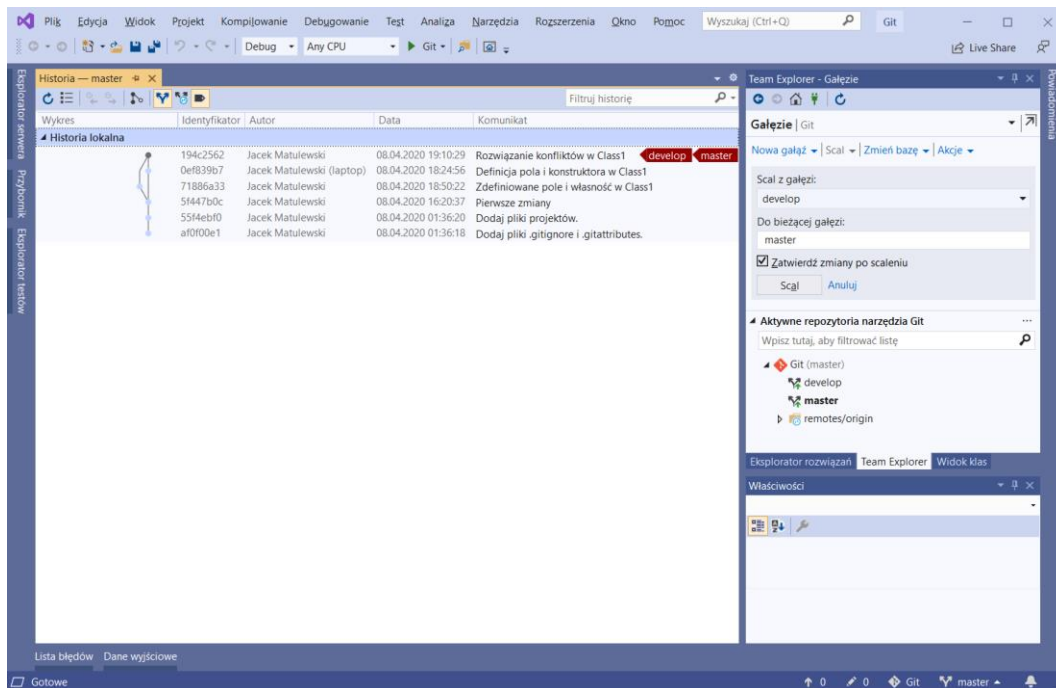 Plik Edycja Widok Projekt Kompilowanie Debugowanie Test Analiza Narzędzia Rozszerzenia Okno Pomoc Wyszukaj (Ctrl+Q) Git
Debug Any CPU Git Live Share
Eksplorator serwera
Przybornik
Eksplorator testów
Historia — master
Filtruj historię
Wykres Identyfikator Autor Data Komunikat
Historia lokalna
194c2562 Jacek Matulewski 08.04.2020 19:10:29 Rozwiązanie konfliktów w Class1 develop master
0ef839b7 Jacek Matulewski (laptop) 08.04.2020 18:24:56 Definicja pola i konstruktora w Class1
71886a33 Jacek Matulewski 08.04.2020 18:50:22 Zdefiniowane pole i własność w Class1
5f447b0c Jacek Matulewski 08.04.2020 16:20:37 Pierwsze zmiany
55f4ebf0 Jacek Matulewski 08.04.2020 01:36:20 Dodaj pliki projektów.
af0f00e1 Jacek Matulewski 08.04.2020 01:36:18 Dodaj pliki .gitignore i .gitattributes.
Team Explorer - Gałęzie
Gałęzie | Git
Nowa gałąź | Scal | Zmień bazę | Akcje
Scal z gałęzi:
develop
Do bieżącej gałęzi:
master
Zatwierdź zmiany po scaleniu
Scal Anuluj
Aktywne repozytoria narzędzia Git
Wpisz tutaj, aby filtrować listę
Git (master)
develop
master
remotes/origin
Eksplorator rozwiązań Team Explorer Widok klas
Właściwości
Powiadomienia
Lista błędów Dane wyjściowe
Gotowe 0 0 Git master